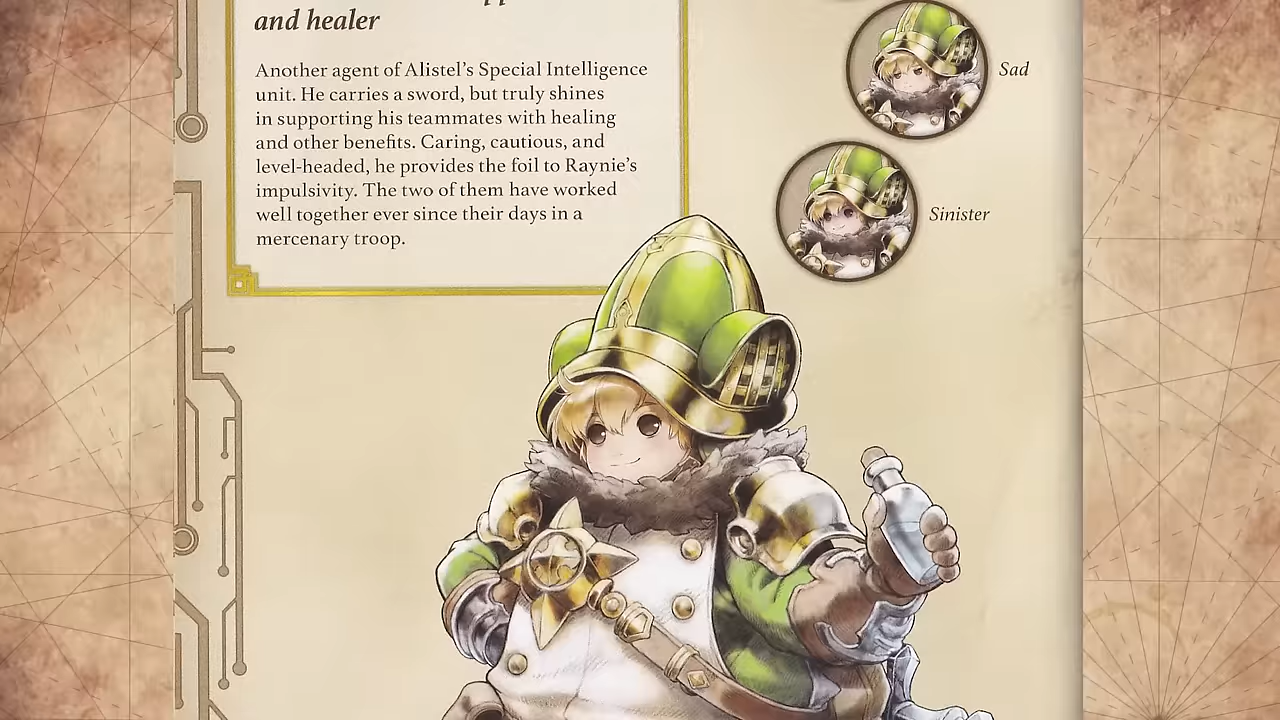 and healer
Another agent of Alistel's Special Intelligence
unit. He carries a sword, but truly shines
in supporting his teammates with healing
and other benefits. Caring, cautious, and
level-headed, he provides the foil to Raynie's
impulsivity. The two of them have worked
well together ever since their days in a
mercenary troop.
Sad
Sinister